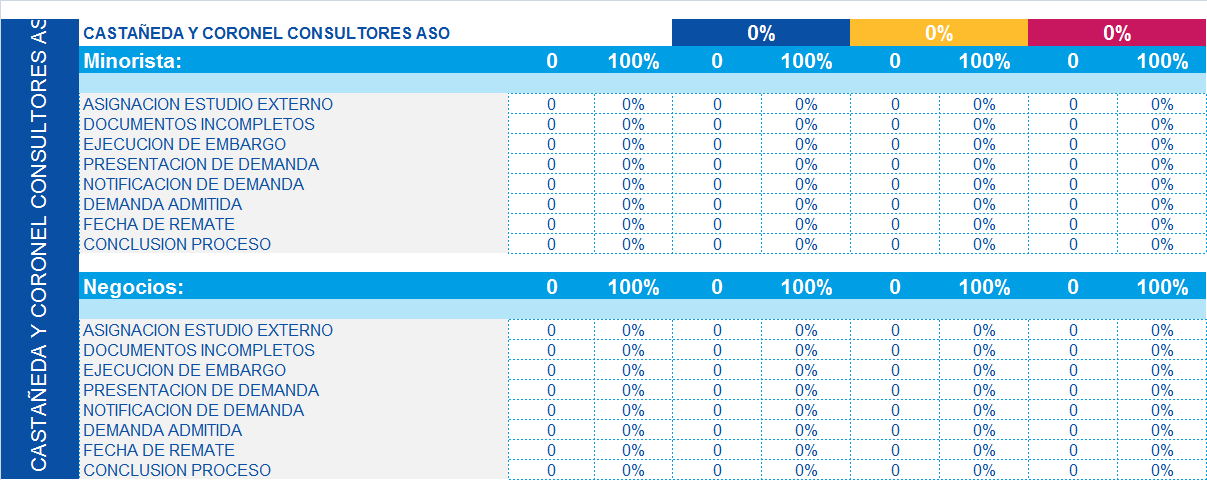 CASTAÑEDA Y CORONEL CONSULTORES AS
CASTAÑEDA Y CORONEL CONSULTORES ASO 0% 0% 0%
Minorista: 0 100% 0 100% 0 100% 0 100%
ASIGNACION ESTUDIO EXTERNO 0 0% 0 0% 0 0% 0 0%
DOCUMENTOS INCOMPLETOS 0 0% 0 0% 0 0% 0 0%
EJECUCION DE EMBARGO 0 0% 0 0% 0 0% 0 0%
PRESENTACION DE DEMANDA 0 0% 0 0% 0 0% 0 0%
NOTIFICACION DE DEMANDA 0 0% 0 0% 0 0% 0 0%
DEMANDA ADMITIDA 0 0% 0 0% 0 0% 0 0%
FECHA DE REMATE 0 0% 0 0% 0 0% 0 0%
CONCLUSION PROCESO 0 0% 0 0% 0 0% 0 0%
Negocios: 0 100% 0 100% 0 100% 0 100%
ASIGNACION ESTUDIO EXTERNO 0 0% 0 0% 0 0% 0 0%
DOCUMENTOS INCOMPLETOS 0 0% 0 0% 0 0% 0 0%
EJECUCION DE EMBARGO 0 0% 0 0% 0 0% 0 0%
PRESENTACION DE DEMANDA 0 0% 0 0% 0 0% 0 0%
NOTIFICACION DE DEMANDA 0 0% 0 0% 0 0% 0 0%
DEMANDA ADMITIDA 0 0% 0 0% 0 0% 0 0%
FECHA DE REMATE 0 0% 0 0% 0 0% 0 0%
CONCLUSION PROCESO 0 0% 0 0% 0 0% 0 0%